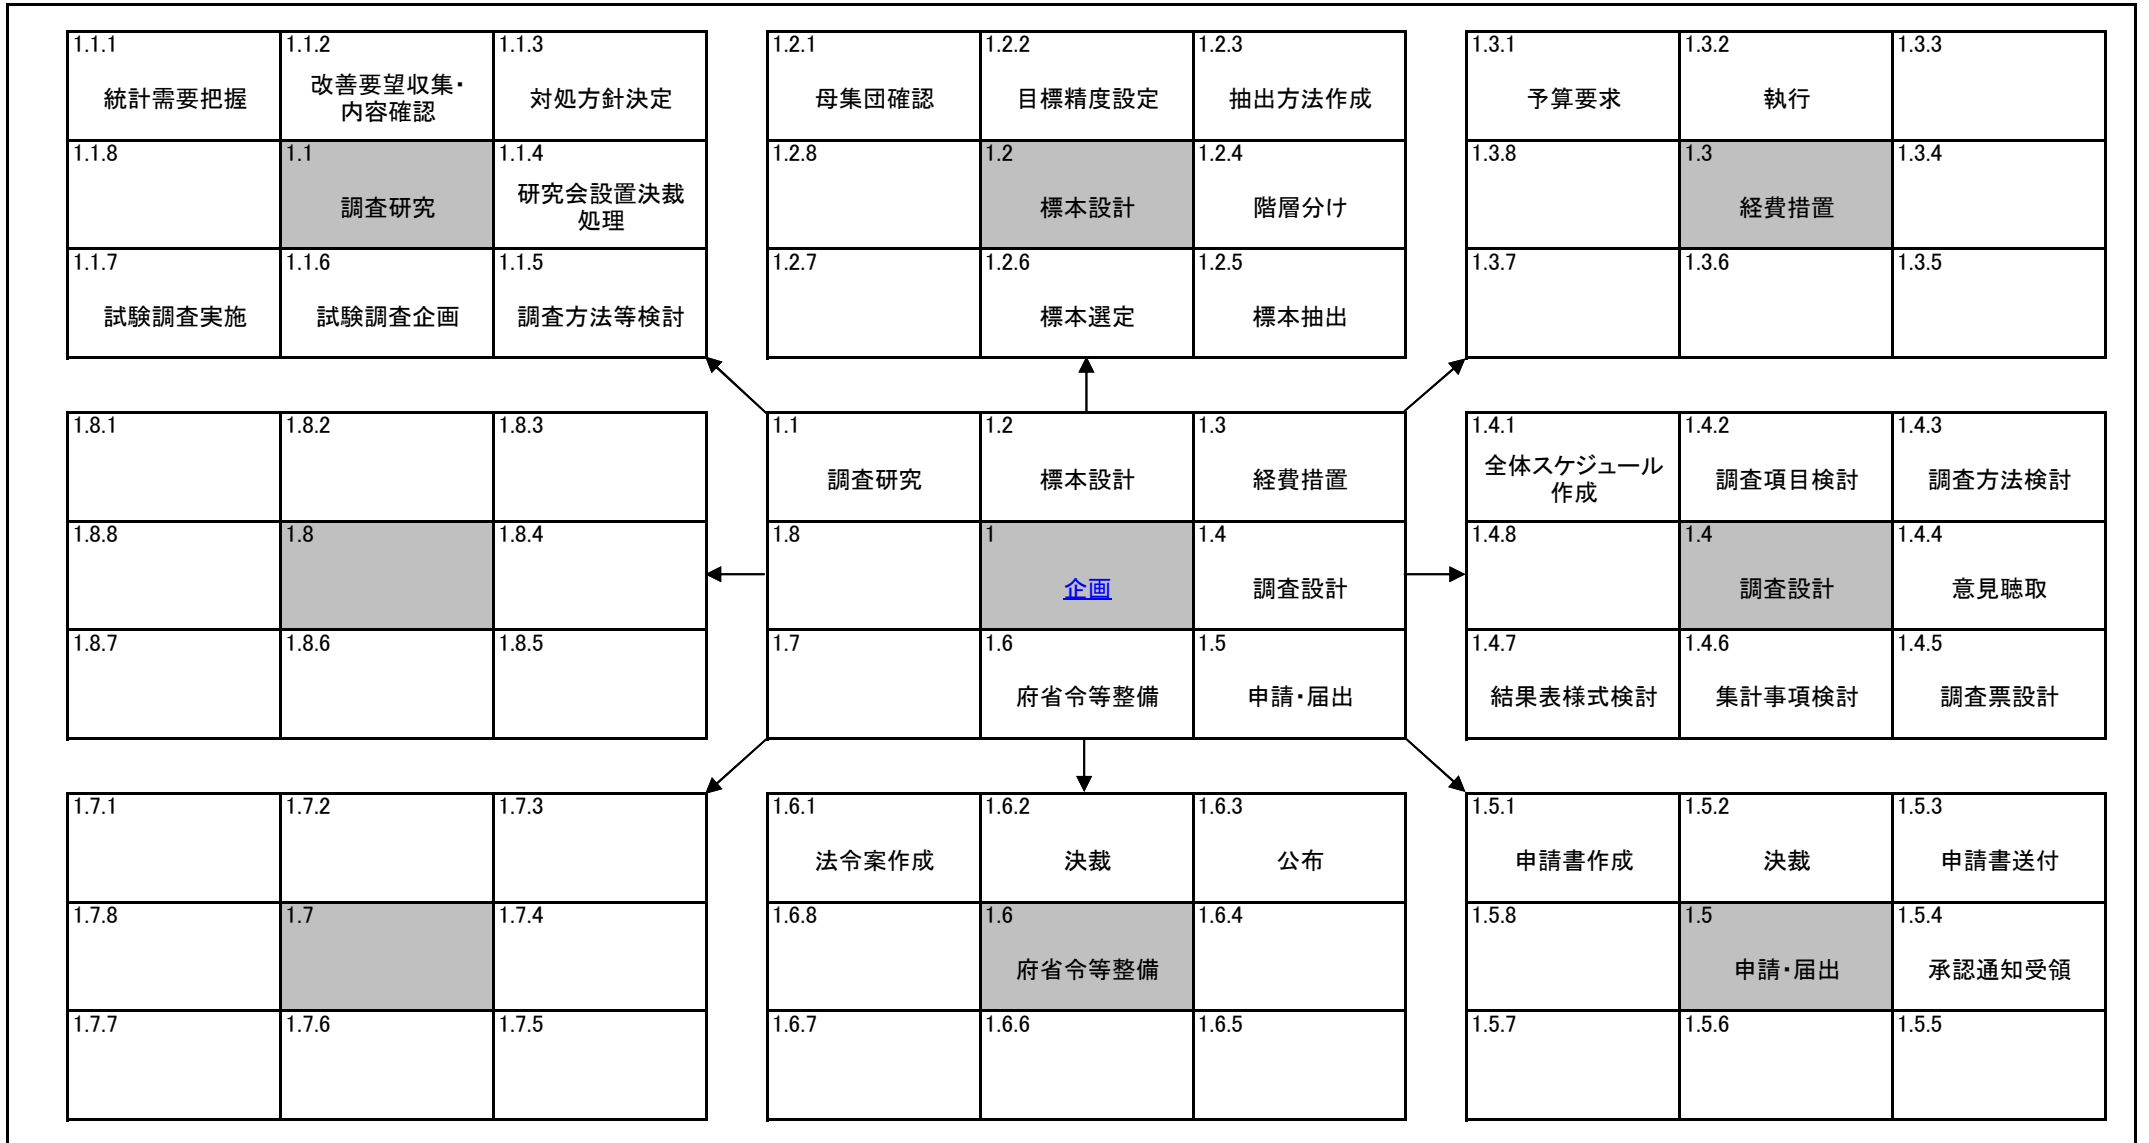 1.1.1
統計需要把握
1.1.2
改善要望収集・
内容確認
1.1.3
対処方針決定
1.1.8
1.1
調査研究
1.1.4
研究会設置決裁
処理
1.1.7
試験調査実施
1.1.6
試験調査企画
1.1.5
調査方法等検討
1.2.1
母集団確認
1.2.2
目標精度設定
1.2.3
抽出方法作成
1.2.8
1.2
標本設計
1.2.4
階層分け
1.2.7
1.2.6
標本選定
1.2.5
標本抽出
1.3.1
予算要求
1.3.2
執行
1.3.3
1.3.8
1.3
経費措置
1.3.4
1.3.7
1.3.6
1.3.5
1.8.1
1.8.2
1.8.3
1.8.8
1.8
1.8.4
1.8.7
1.8.6
1.8.5
1.1
調査研究
1.2
標本設計
1.3
経費措置
1.8
1
企画
1.4
調査設計
1.7
1.6
府省令等整備
1.5
申請・届出
1.4.1
全体スケジュール
作成
1.4.2
調査項目検討
1.4.3
調査方法検討
1.4.8
1.4
調査設計
1.4.4
意見聴取
1.4.7
結果表様式検討
1.4.6
集計事項検討
1.4.5
調査票設計
1.7.1
1.7.2
1.7.3
1.7.8
1.7
1.7.4
1.7.7
1.7.6
1.7.5
1.6.1
法令案作成
1.6.2
決裁
1.6.3
公布
1.6.8
1.6
府省令等整備
1.6.4
1.6.7
1.6.6
1.6.5
1.5.1
申請書作成
1.5.2
決裁
1.5.3
申請書送付
1.5.8
1.5
申請・届出
1.5.4
承認通知受領
1.5.7
1.5.6
1.5.5